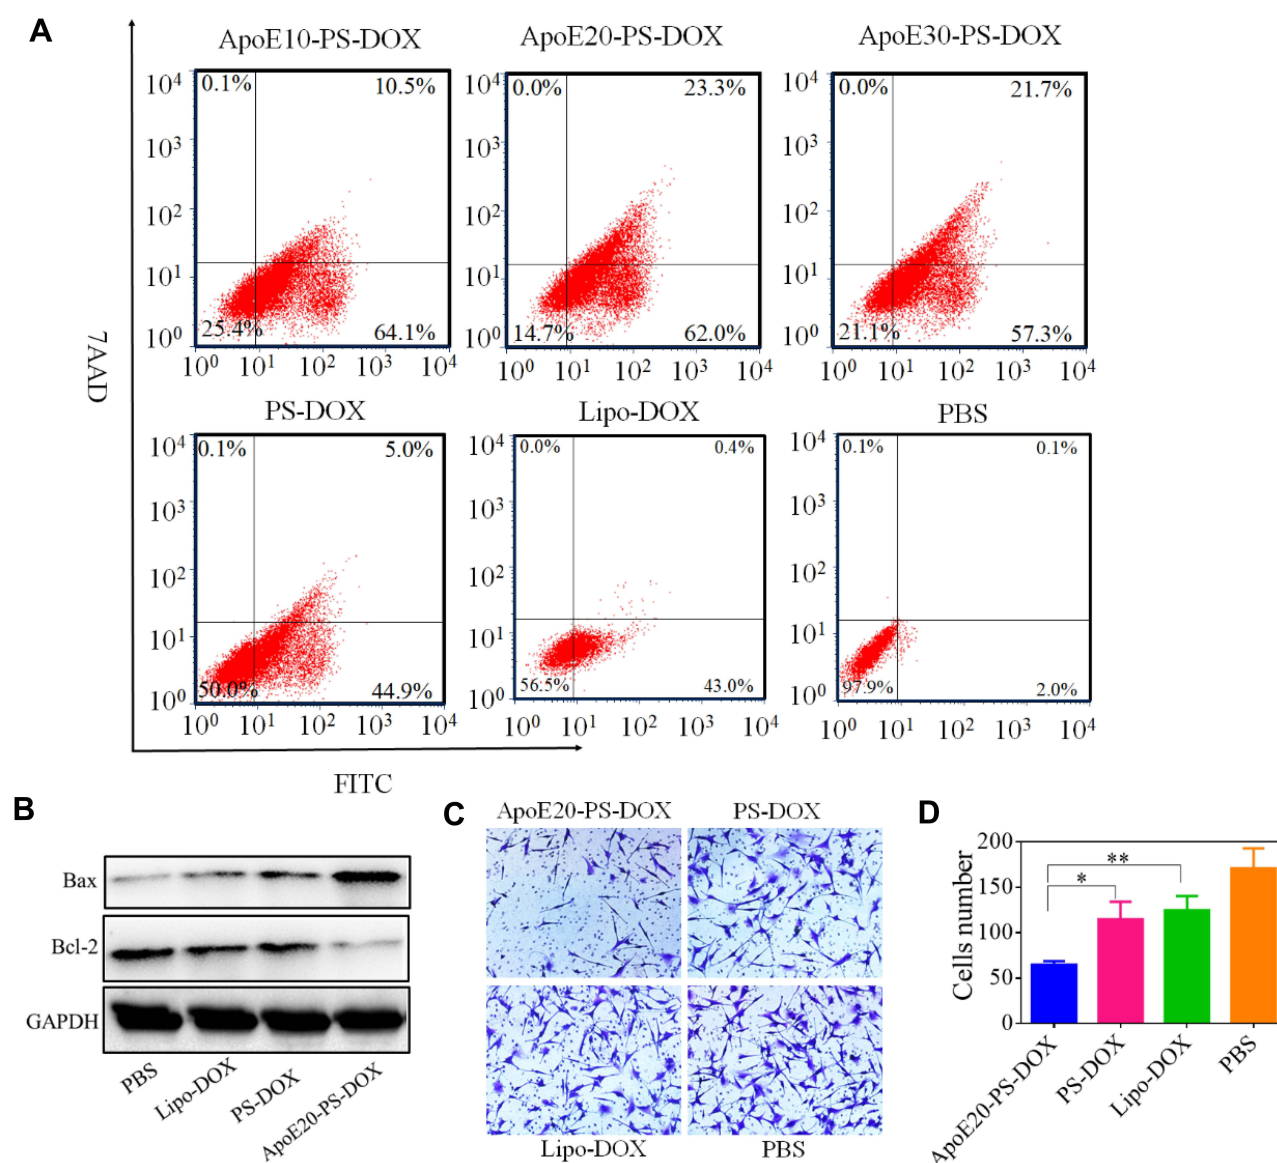 A
ApoE10-PS-DOX
ApoE20-PS-DOX
ApoE30-PS-DOX
10⁴
10³
10²
10¹
10⁰
0.1%
10.5%
25.4%
64.1%
10⁰ 10¹ 10² 10³ 10⁴
10⁴
10³
10²
10¹
10⁰
0.0%
23.3%
14.7%
62.0%
10⁰ 10¹ 10² 10³ 10⁴
10⁴
10³
10²
10¹
10⁰
0.0%
21.7%
21.1%
57.3%
10⁰ 10¹ 10² 10³ 10⁴
7AAD
PS-DOX
Lipo-DOX
PBS
10⁴
10³
10²
10¹
10⁰
0.1%
5.0%
50.0%
44.9%
10⁰ 10¹ 10² 10³ 10⁴
10⁴
10³
10²
10¹
10⁰
0.0%
0.4%
56.5%
43.0%
10⁰ 10¹ 10² 10³ 10⁴
10⁴
10³
10²
10¹
10⁰
0.1%
0.1%
97.9%
2.0%
10⁰ 10¹ 10² 10³ 10⁴
FITC
B
Bax
Bcl-2
GAPDH
PBS
Lipo-DOX
PS-DOX
ApoE20-PS-DOX
C
ApoE20-PS-DOX
PS-DOX
Lipo-DOX
PBS
D
Cells number
200
150
100
50
0
**
*
ApoE20-PS-DOX
PS-DOX
Lipo-DOX
PBS